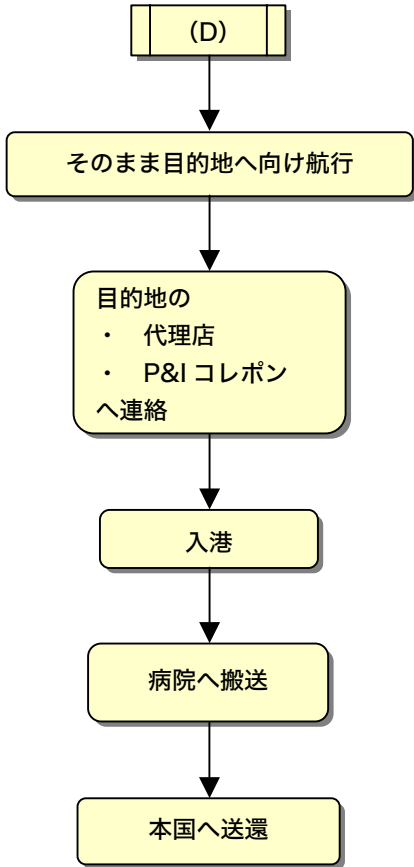 （D）
そのまま目的地へ向け航行
目的地の
・ 代理店
・ P&I コレポン
へ連絡
入港
病院へ搬送
本国へ送還